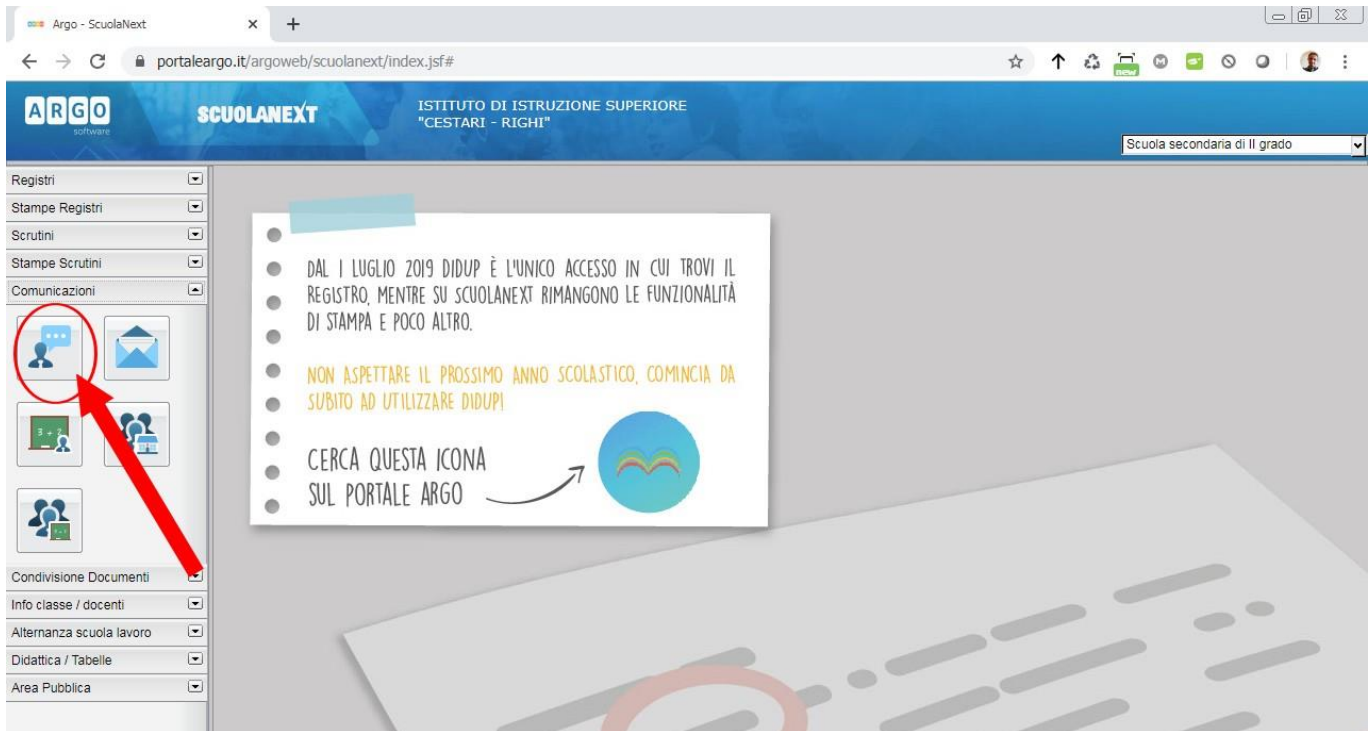 Argo - ScuolaNext
portaleargo.it/argoweb/scuolanext/index.jsf#
new
ARGO
software
SCUOLANEXT
ISTITUTO DI ISTRUZIONE SUPERIORE
"CESTARI - RIGHI"
Scuola secondaria di II grado
Registri
Stampe Registri
Scrutini
Stampe Scrutini
Comunicazioni
3 + 2
Condivisione Documenti
Info classe / docenti
Alternanza scuola lavoro
Didattica / Tabelle
Area Pubblica
DAL 1 LUGLIO 2019 DIDUP È L'UNICO ACCESSO IN CUI TROVI IL
REGISTRO, MENTRE SU SCUOLANEXT RIMANGONO LE FUNZIONALITÀ
DI STAMPA E POCO ALTRO.
NON ASPETTARE IL PROSSIMO ANNO SCOLASTICO, COMINCIA DA
SUBITO AD UTILIZZARE DIDUP!
CERCA QUESTA ICONA
SUL PORTALE ARGO